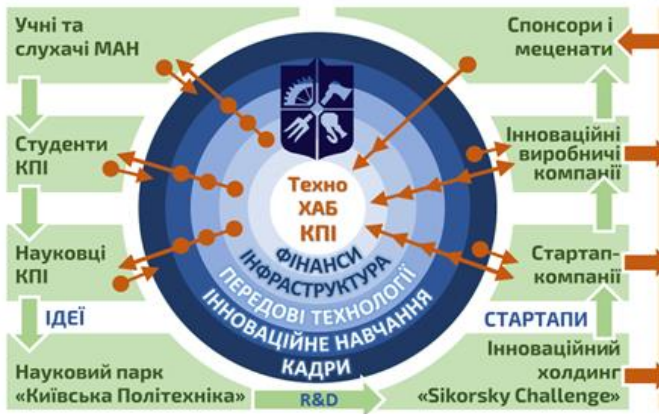 Учні та
слухачі МАН
Студенти
КПІ
Науковці
КПІ
ІДЕЇ
Науковий парк
«Київська Політехніка»
Техно
ХАБ
КПІ
ФІНАНСИ
ІНФРАСТРУКТУРА
ПЕРЕДОВІ ТЕХНОЛОГІЇ
ІННОВАЦІЙНЕ НАВЧАННЯ
КАДРИ
R&D
Спонсори і
меценати
Інноваційні
виробничі
компанії
Стартап-
компанії
СТАРТАПИ
Інноваційний
холдинг
«Sikorsky Challenge»